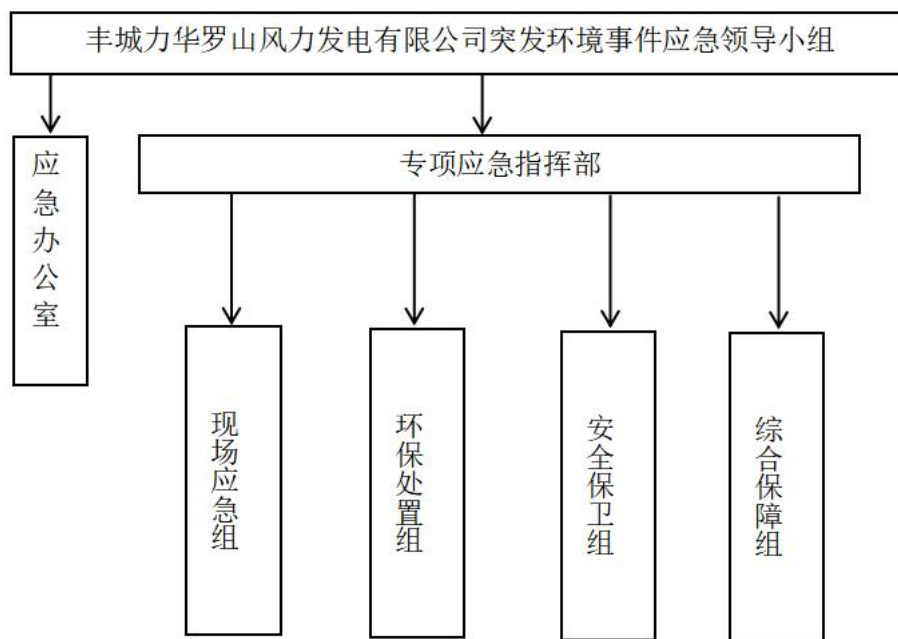 丰城力华罗山风力发电有限公司突发环境事件应急领导小组
应急办公室
专项应急指挥部
现场应急组
环保处置组
安全保卫组
综合保障组